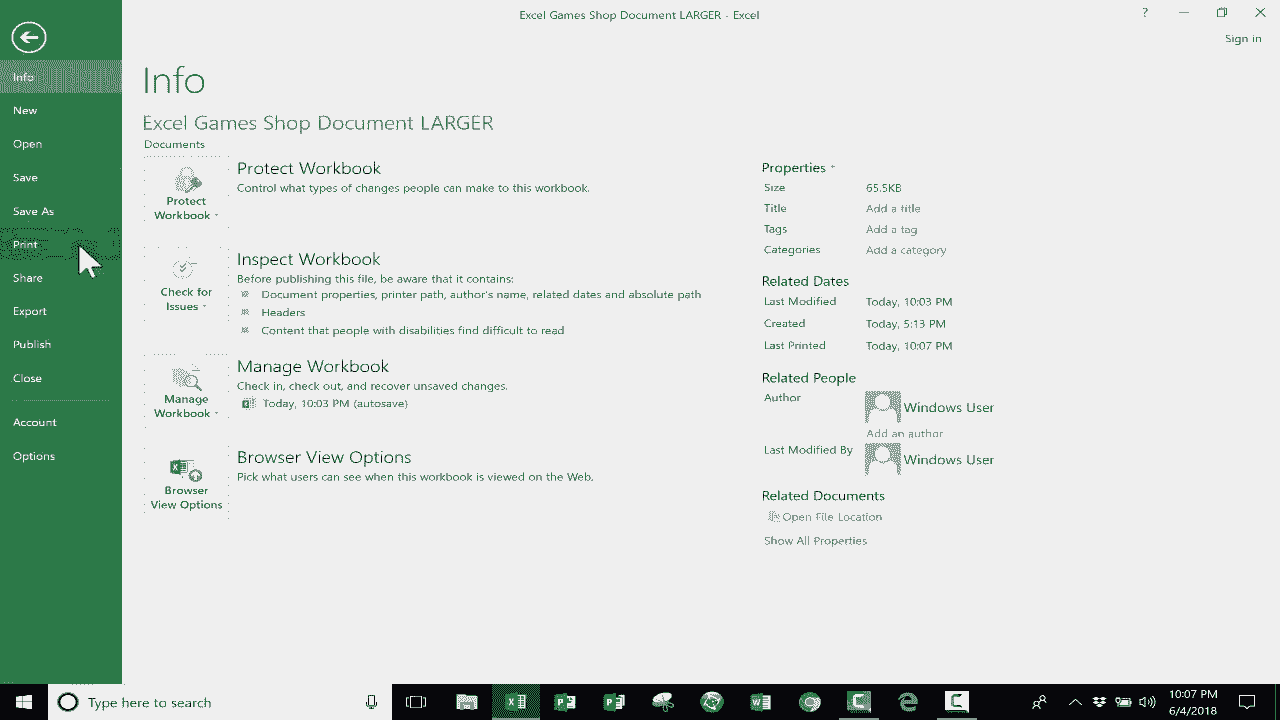 Excel Games Shop Document LARGER - Excel
?
Sign in
Info
New
Open
Save
Save As
Print
Share
Export
Publish
Close
Account
Options
Info
Excel Games Shop Document LARGER
Documents
Protect
Workbook
Protect Workbook
Control what types of changes people can make to this workbook.
Check for
Issues
Inspect Workbook
Before publishing this file, be aware that it contains:
Document properties, printer path, author's name, related dates and absolute path
Headers
Content that people with disabilities find difficult to read
Manage
Workbook
Manage Workbook
Check in, check out, and recover unsaved changes.
Today, 10:03 PM (autosave)
Browser
View Options
Browser View Options
Pick what users can see when this workbook is viewed on the Web.
Properties
Size 65.5KB
Title Add a title
Tags Add a tag
Categories Add a category
Related Dates
Last Modified Today, 10:03 PM
Created Today, 5:13 PM
Last Printed Today, 10:07 PM
Related People
Author Windows User
Add an author
Last Modified By Windows User
Related Documents
Open File Location
Show All Properties
Type here to search
10:07 PM
6/4/2018